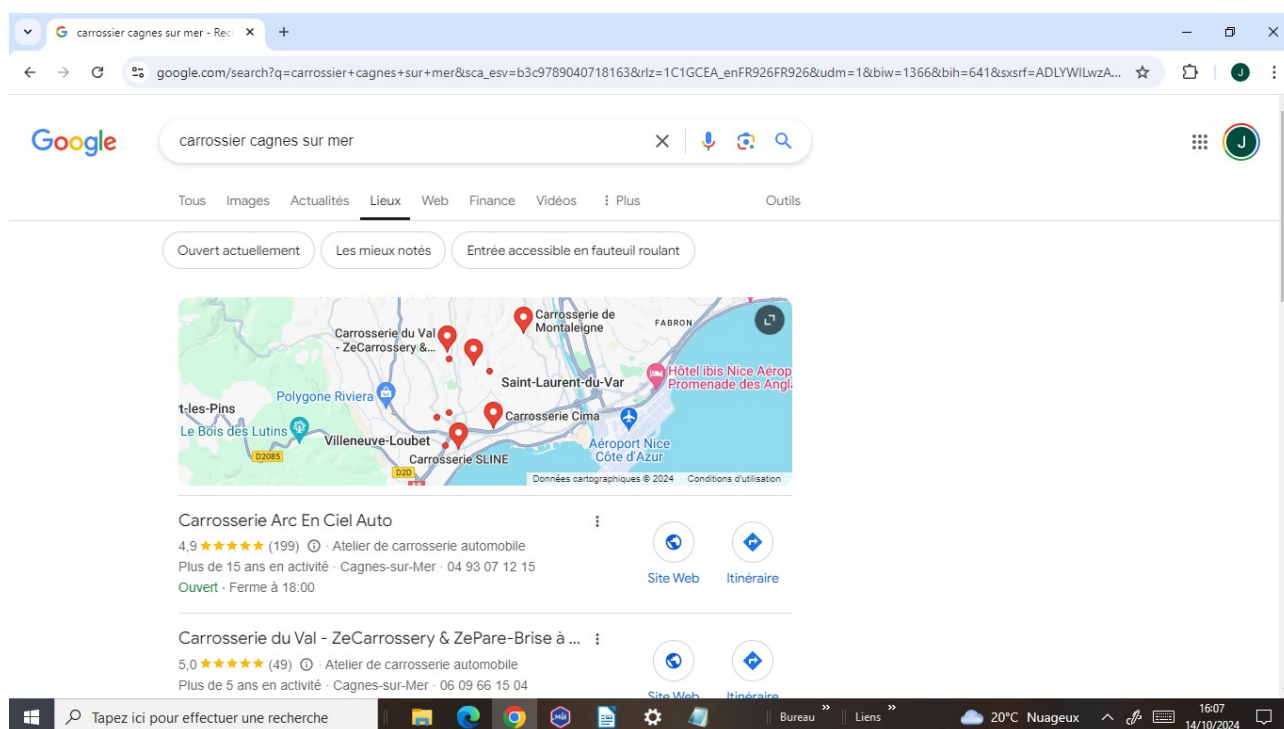 carrossier cagnes sur mer - Recl
google.com/search?q=carrossier+cagnes+sur+mer&sca_esv=b3c9789040718163&rlz=1C1GCEA_enFR926FR926&udm=1&biw=1366&bih=641&sxsrf=ADLYWILwzA...
J
Google
carrossier cagnes sur mer
J
Tous Images Actualités Lieux Web Finance Vidéos Plus Outils
Ouvert actuellement Les mieux notés Entrée accessible en fauteuil roulant
Carrosserie de
Montaleigne
FABRON
Carrosserie du Val
- ZeCarrossery &...
Hôtel ibis Nice Aérop
Promenade des Angl
Saint-Laurent-du-Var
Polygone Riviera
t-les-Pins
Carrosserie Cima
Le Bois des Lutins
Villeneuve-Loubet
Aéroport Nice
Côte d'Azur
D2085
Carrosserie SLINE
D2D
Données cartographiques © 2024 Conditions d'utilisation
Carrosserie Arc En Ciel Auto
4,9 (199) · Atelier de carrosserie automobile
Plus de 15 ans en activité · Cagnes-sur-Mer · 04 93 07 12 15
Ouvert · Ferme à 18:00
Site Web Itinéraire
Carrosserie du Val - ZeCarrossery & ZePare-Brise à ...
5,0 (49) · Atelier de carrosserie automobile
Plus de 5 ans en activité · Cagnes-sur-Mer · 06 09 66 15 04
Site Web Itinéraire
Tapez ici pour effectuer une recherche
Bureau » Liens »
20°C Nuageux
16:07
14/10/2024